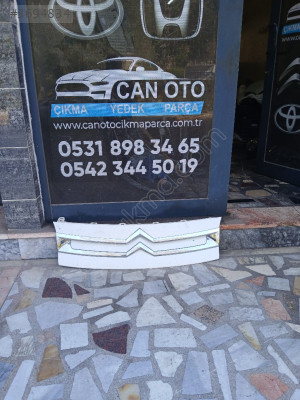 CAN OTO
ÇIKMA YEDEK PARÇA
www.canotocikmaparca.com.tr
0531 898 34 65
0542 344 50 19